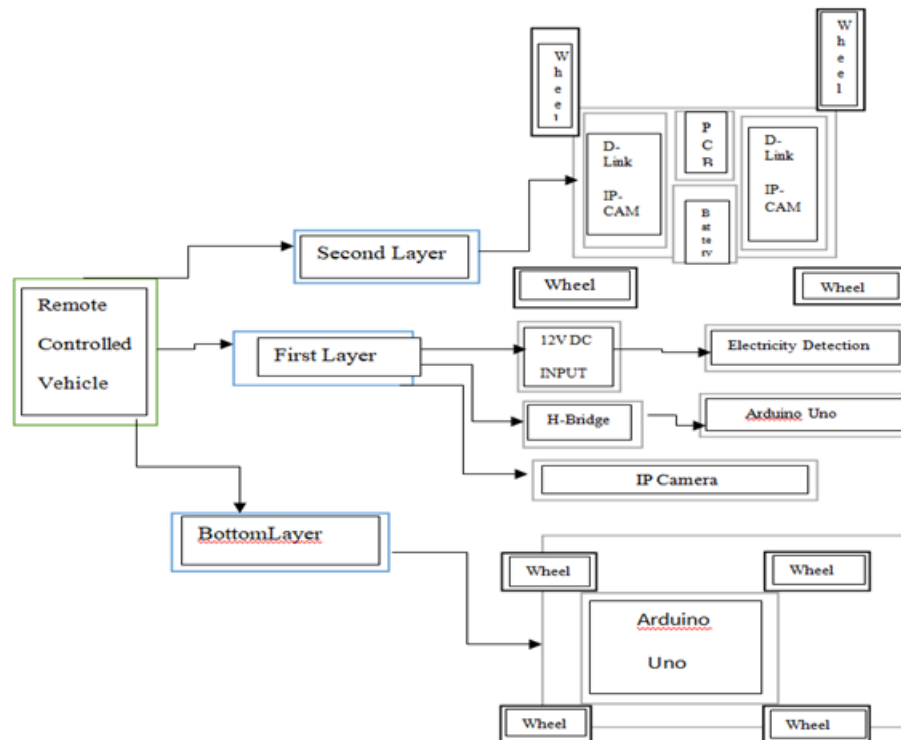 Wheel
Wheel
D-
Link
IP-
CAM
PCB
D-
Link
IP-
CAM
Battery
Second Layer
Wheel
Wheel
Remote
Controlled
Vehicle
First Layer
12V DC
INPUT
Electricity Detection
H-Bridge
Arduino Uno
IP Camera
BottomLayer
Wheel
Wheel
Arduino
Uno
Wheel
Wheel